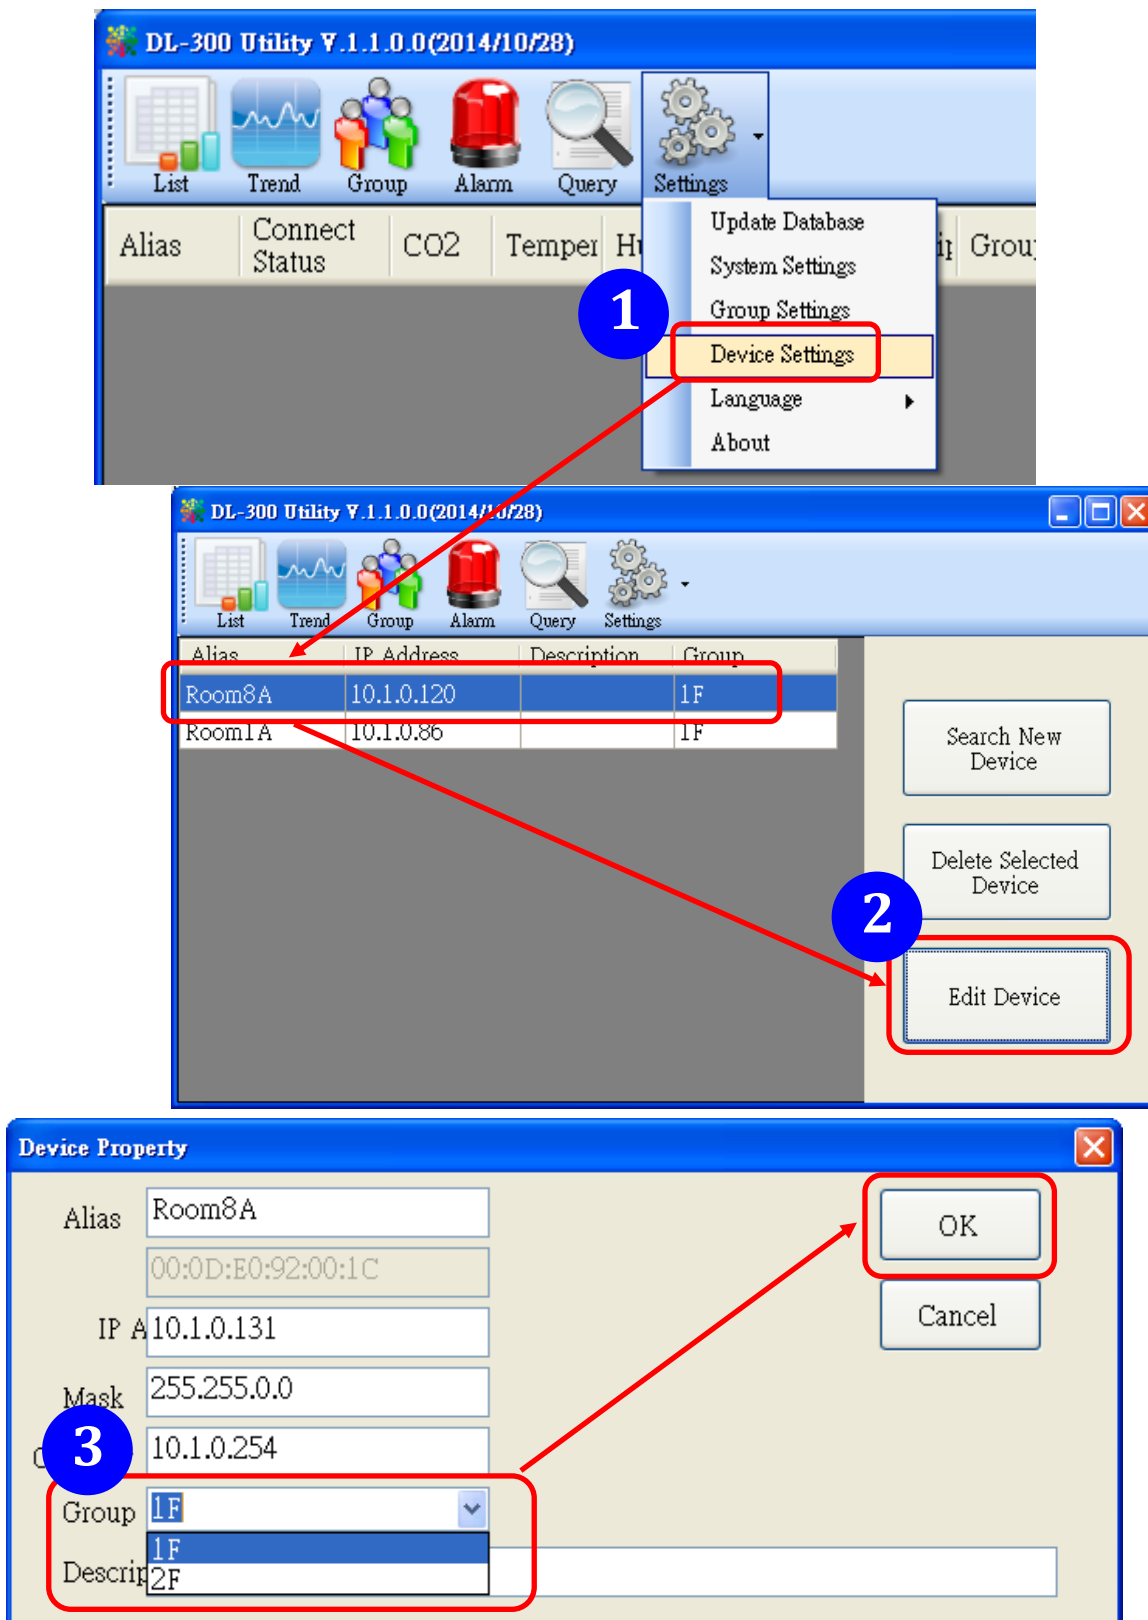 DL-300 Utility V.1.1.0.0(2014/10/28)
List Trend Group Alarm Query Settings
Alias Connect Status CO2
Update Database
System Settings
Group Settings
1
Device Settings
Language
About
DL-300 Utility V.1.1.0.0(2014/10/28)
List Trend Group Alarm Query Settings
Alias IP Address Description Group
Room8A 10.1.0.120 1F
Room1A 10.1.0.86 1F
Search New
Device
Delete Selected
Device
2
Edit Device
Device Property
Alias Room8A
OK
00:0D:E0:92:00:1C
IP A 10.1.0.131
Cancel
Mask 255.255.0.0
3
10.1.0.254
Group 1F
1F
2F